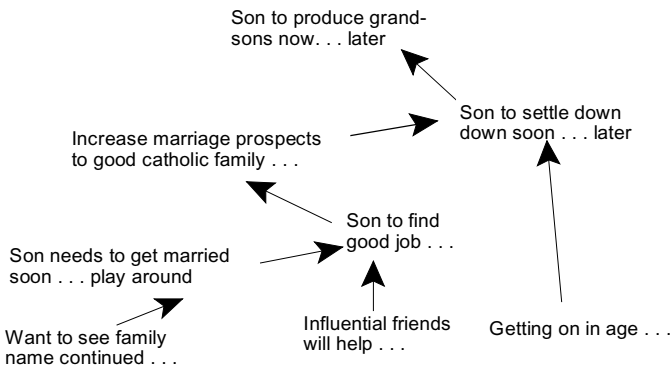 Son to produce grand-
sons now. . . later
Son to settle down
down soon . . . later
Increase marriage prospects
to good catholic family . . .
Son to find
good job . . .
Son needs to get married
soon . . . play around
Influential friends
will help . . .
Getting on in age . . .
Want to see family
name continued . . .